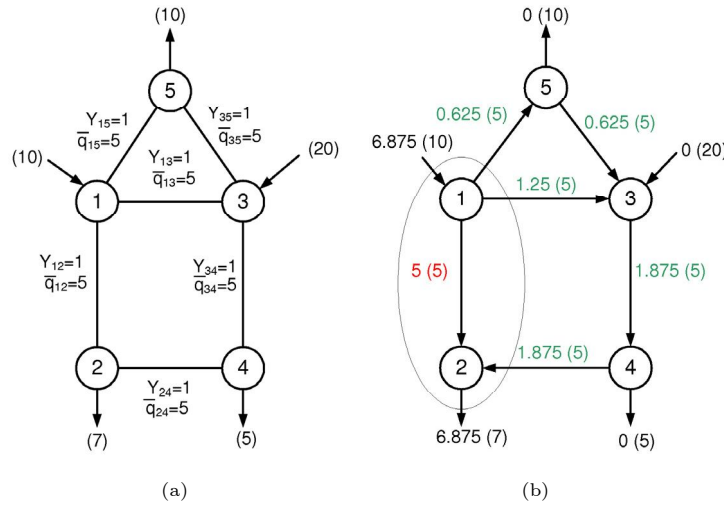 (10)
5
Y15=1
q̅15=5
Y35=1
q̅35=5
(10)
Y13=1
q̅13=5
(20)
1
3
Y12=1
q̅12=5
Y34=1
q̅34=5
2
4
Y24=1
q̅24=5
(7)
(5)
(a)
0 (10)
5
0.625 (5)
0.625 (5)
6.875 (10)
0 (20)
1
1.25 (5)
3
5 (5)
1.875 (5)
1.875 (5)
2
4
6.875 (7)
0 (5)
(b)